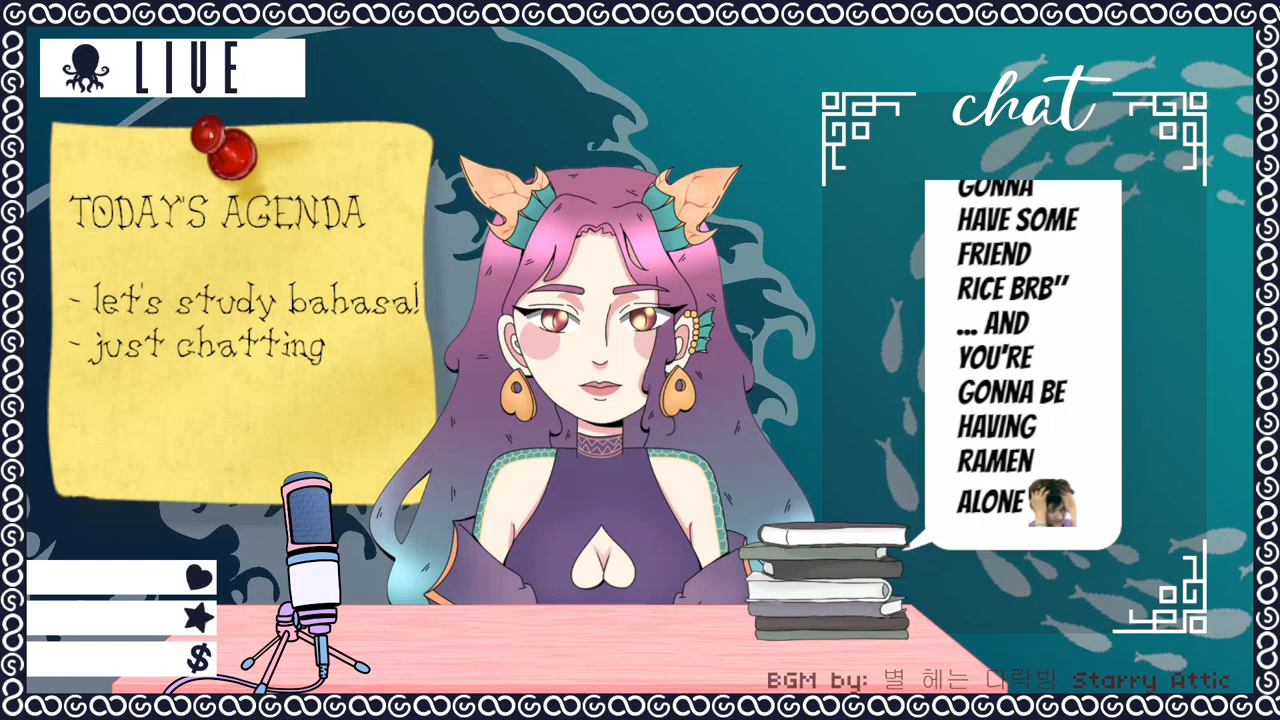 LIVE
TODAY'S AGENDA
- let's study bahasa!
- just chatting
chat
GONNA
HAVE SOME
FRIEND
RICE BRB"
... AND
YOU'RE
GONNA BE
HAVING
RAMEN
ALONE
$
BGM by: 별 헤는 다락방 Starry Attic